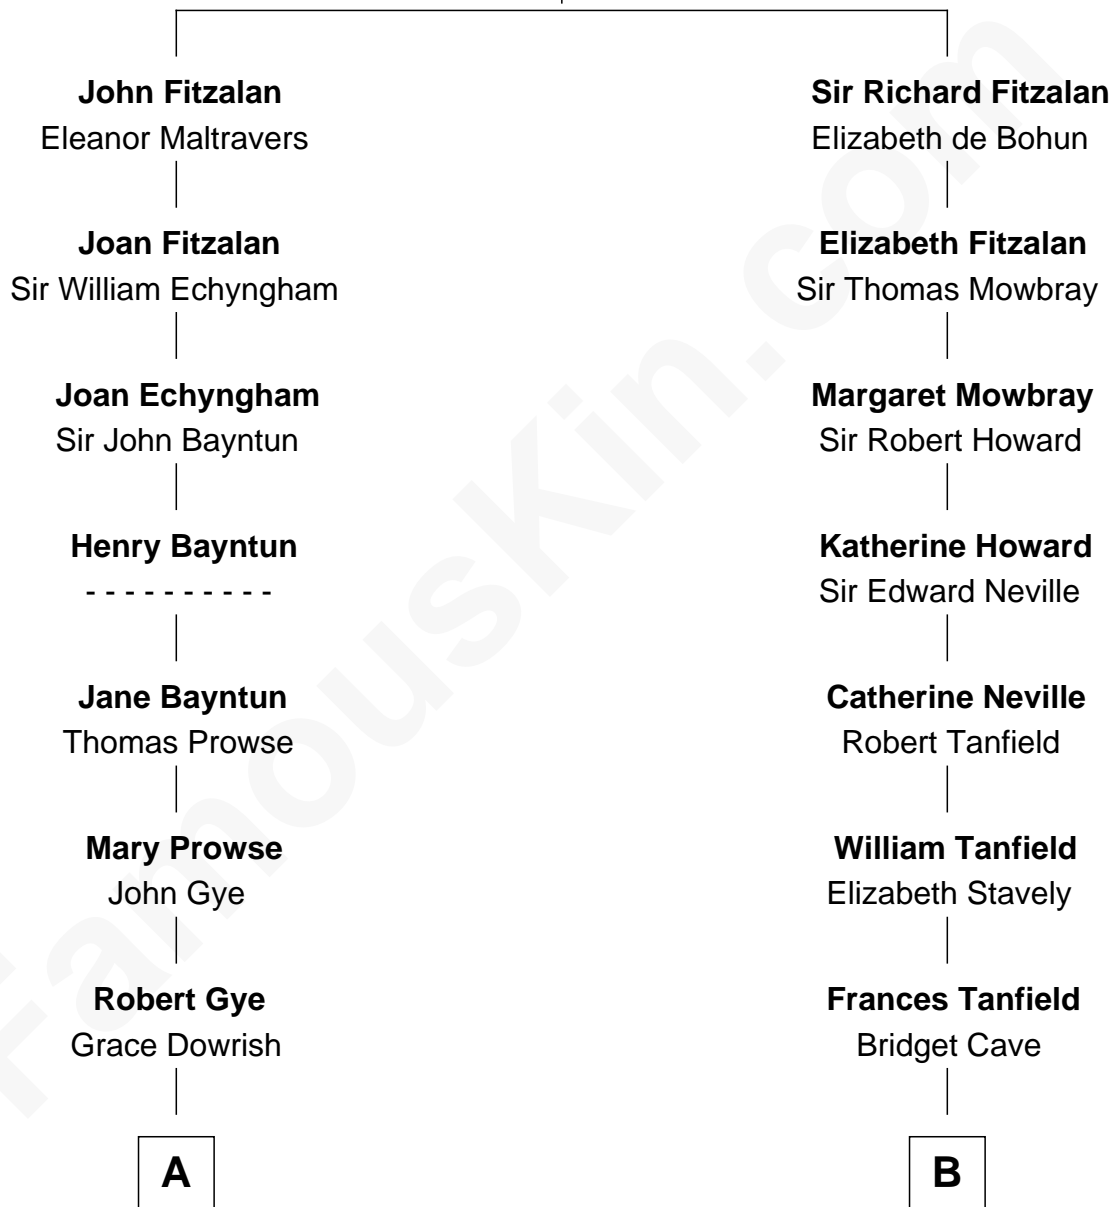 John Fitzalan
Eleanor Maltravers
Joan Fitzalan
Sir William Echyngham
Joan Echyngham
Sir John Bayntun
Henry Bayntun
- - - - - - - - - -
Jane Bayntun
Thomas Prowse
Mary Prowse
John Gye
Robert Gye
Grace Dowrish
A
Sir Richard Fitzalan
Elizabeth de Bohun
Elizabeth Fitzalan
Sir Thomas Mowbray
Margaret Mowbray
Sir Robert Howard
Katherine Howard
Sir Edward Neville
Catherine Neville
Robert Tanfield
William Tanfield
Elizabeth Stavely
Frances Tanfield
Bridget Cave
B
FamousKin.com